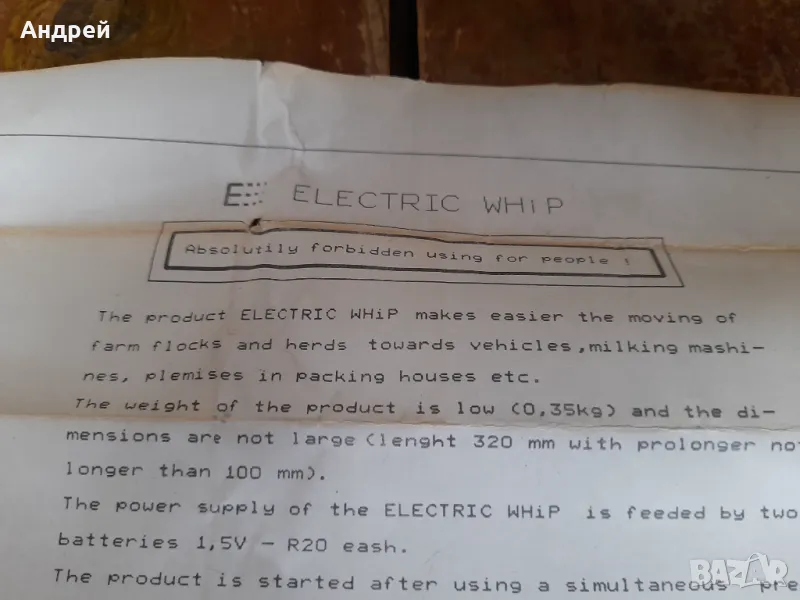 Андрей
E ELECTRIC WHiP
Absolutily forbidden using for people !
The product ELECTRIC WHiP makes easier the moving of
farm flocks and herds towards vehicles,milking mashi-
nes, plemises in packing houses etc.
The weight of the product is low (0,35kg) and the di-
mensions are not large (lenght 320 mm with prolonger not
longer than 100 mm).
The power supply of the ELECTRIC WHiP is feeded by two
batteries 1,5V - R20 eash.
The product is started after using a simultaneous pre
BAZAR
bg